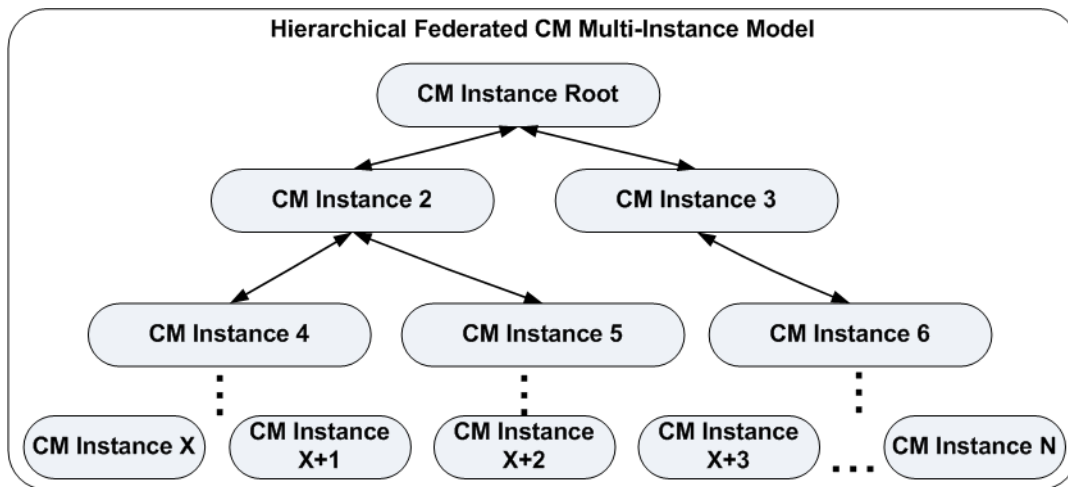 Hierarchical Federated CM Multi-Instance Model
CM Instance Root
CM Instance 2
CM Instance 3
CM Instance 4
CM Instance 5
CM Instance 6
CM Instance X
CM Instance
X+1
CM Instance
X+2
CM Instance
X+3
...
CM Instance N